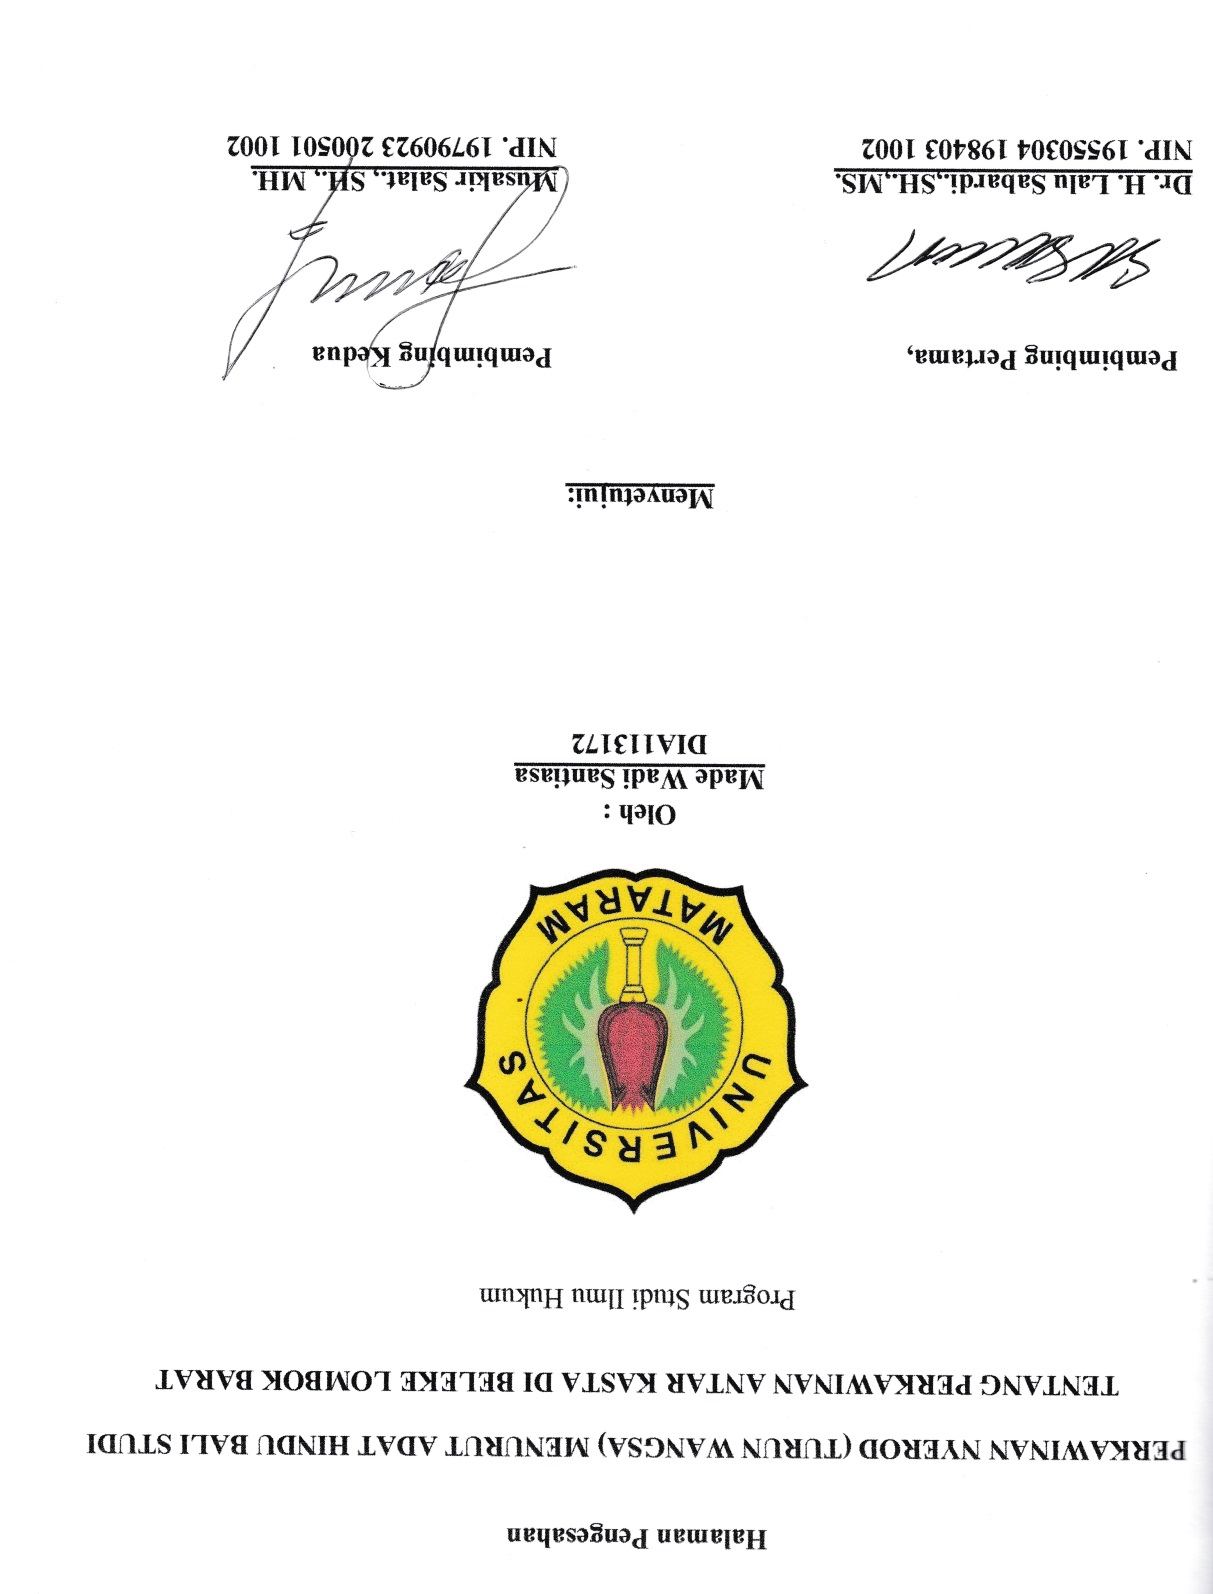 Halaman Pengesahan
PERKAWINAN NYEROD (TURUN WANGSA) MENURUT ADAT HINDU BALI STUDI
TENTANG PERKAWINAN ANTAR KASTA DI BELEKE LOMBOK BARAT
Program Studi Ilmu Hukum
UNIVERSITAS
MATARAM
Oleh :
Made Wadi Santiasa
DIA113172
Menyetujui:
Pembimbing Pertama, Pembimbing Kedua
Dr. H. Lalu Sabardi.,SH.,MS. Musakir Salat., SH., MH.
NIP. 19550304 198403 1002 NIP. 19790923 200501 1002